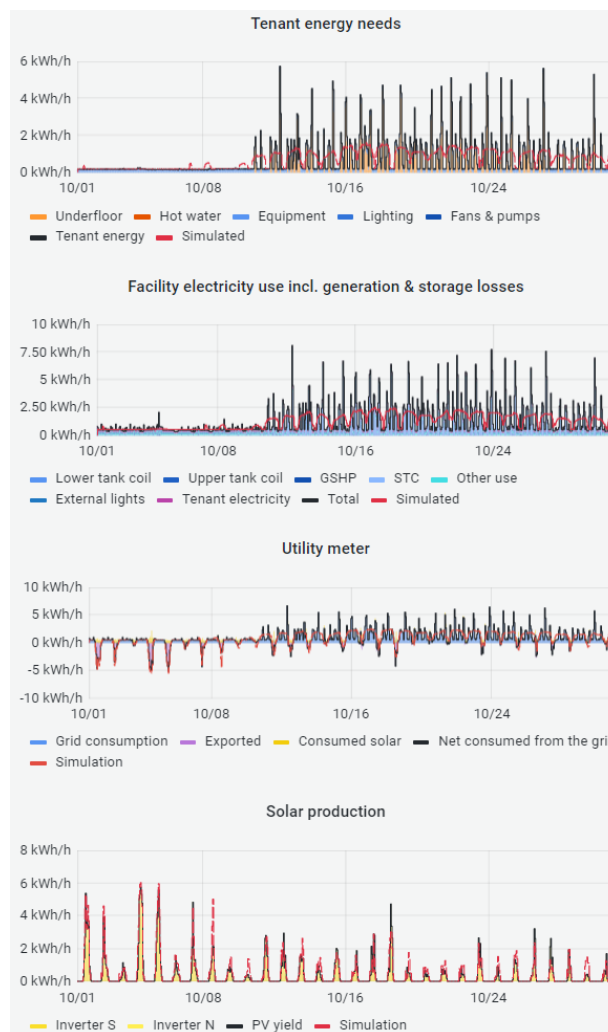 Tenant energy needs
6 kWh/h
4 kWh/h
2 kWh/h
0 kWh/h
10/01 10/08 10/16 10/24
Underfloor Hot water Equipment Lighting Fans & pumps
Tenant energy Simulated
Facility electricity use incl. generation & storage losses
10 kWh/h
7.50 kWh/h
5 kWh/h
2.50 kWh/h
0 kWh/h
10/01 10/08 10/16 10/24
Lower tank coil Upper tank coil GSHP STC Other use
External lights Tenant electricity Total Simulated
Utility meter
10 kWh/h
5 kWh/h
0 kWh/h
-5 kWh/h
-10 kWh/h
10/01 10/08 10/16 10/24
Grid consumption Exported Consumed solar Net consumed from the gri
Simulation
Solar production
8 kWh/h
6 kWh/h
4 kWh/h
2 kWh/h
0 kWh/h
10/01 10/08 10/16 10/24
Inverter S Inverter N PV yield Simulation